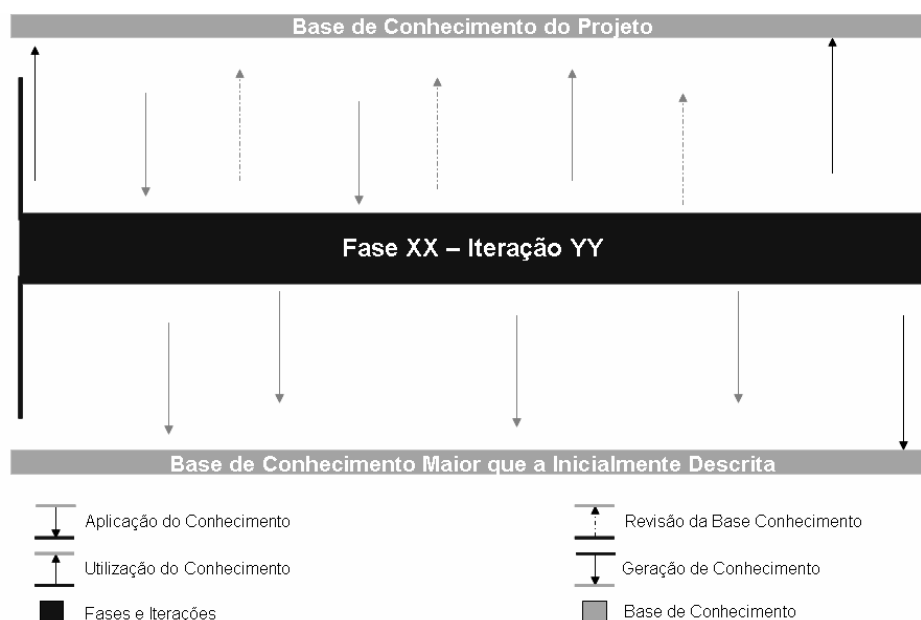 Base de Conhecimento do Projeto
Fase XX – Iteração YY
Base de Conhecimento Maior que a Inicialmente Descrita
Aplicação do Conhecimento
Revisão da Base Conhecimento
Utilização do Conhecimento
Geração de Conhecimento
Fases e Iterações
Base de Conhecimento